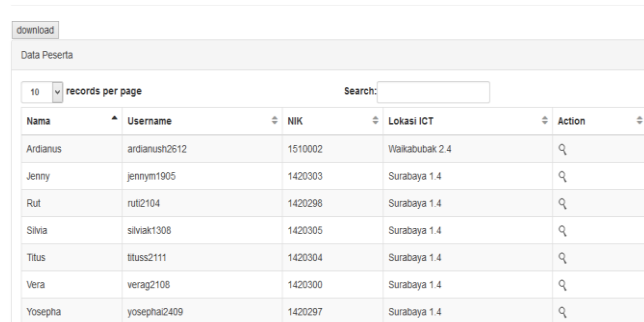 download
Data Peserta
10 records per page Search:
Nama Username NIK Lokasi ICT Action
Ardianus ardianush2612 1510002 Waikabubak 2.4
Jenny jennym1905 1420303 Surabaya 1.4
Rut ruti2104 1420298 Surabaya 1.4
Silvia silviak1308 1420305 Surabaya 1.4
Titus tituss2111 1420304 Surabaya 1.4
Vera verag2108 1420300 Surabaya 1.4
Yosepha yosephai2409 1420297 Surabaya 1.4